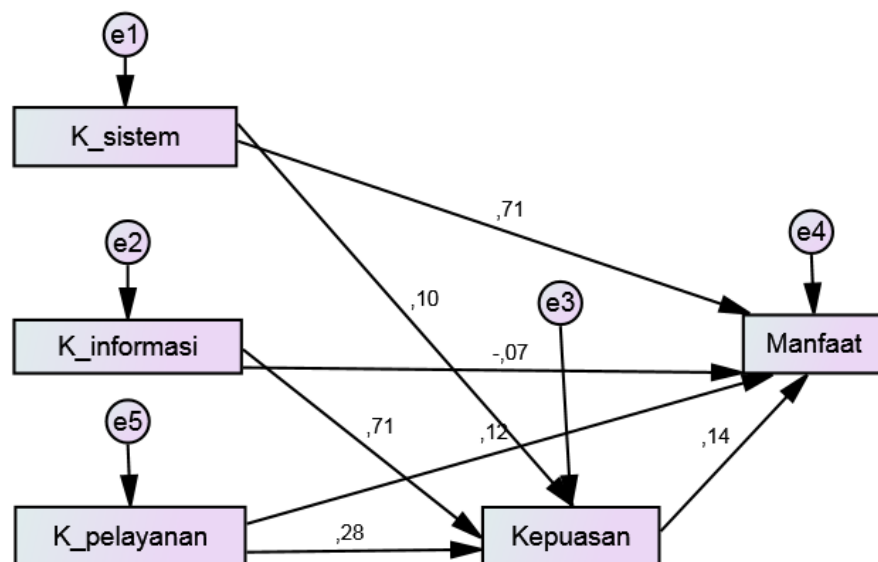 e1
K_sistem
,71
e2
e4
,10
e3
K_informasi
-,07
Manfaat
e5
,71
,12
,14
K_pelayanan
,28
Kepuasan